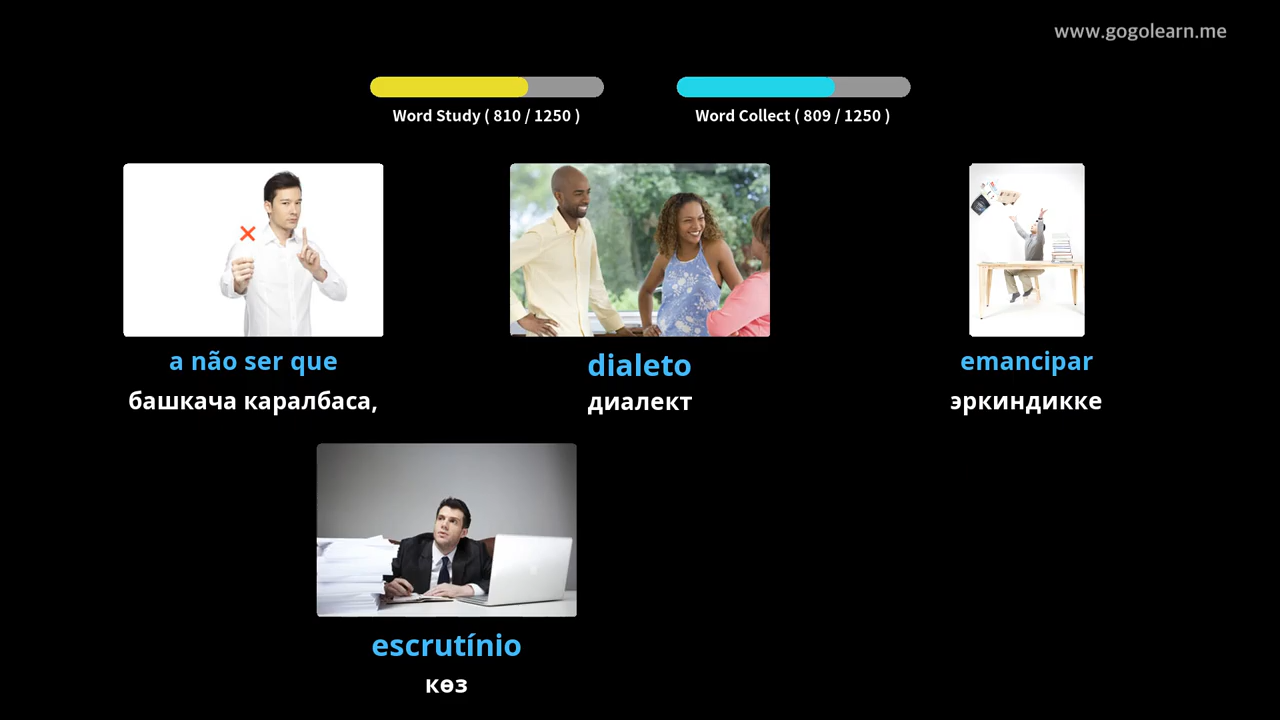 www.gogolearn.me
Word Study ( 810 / 1250 )
Word Collect ( 809 / 1250 )
a não ser que
башкача каралбаса,
dialeto
диалект
emancipar
эркиндикке
escrutínio
көз